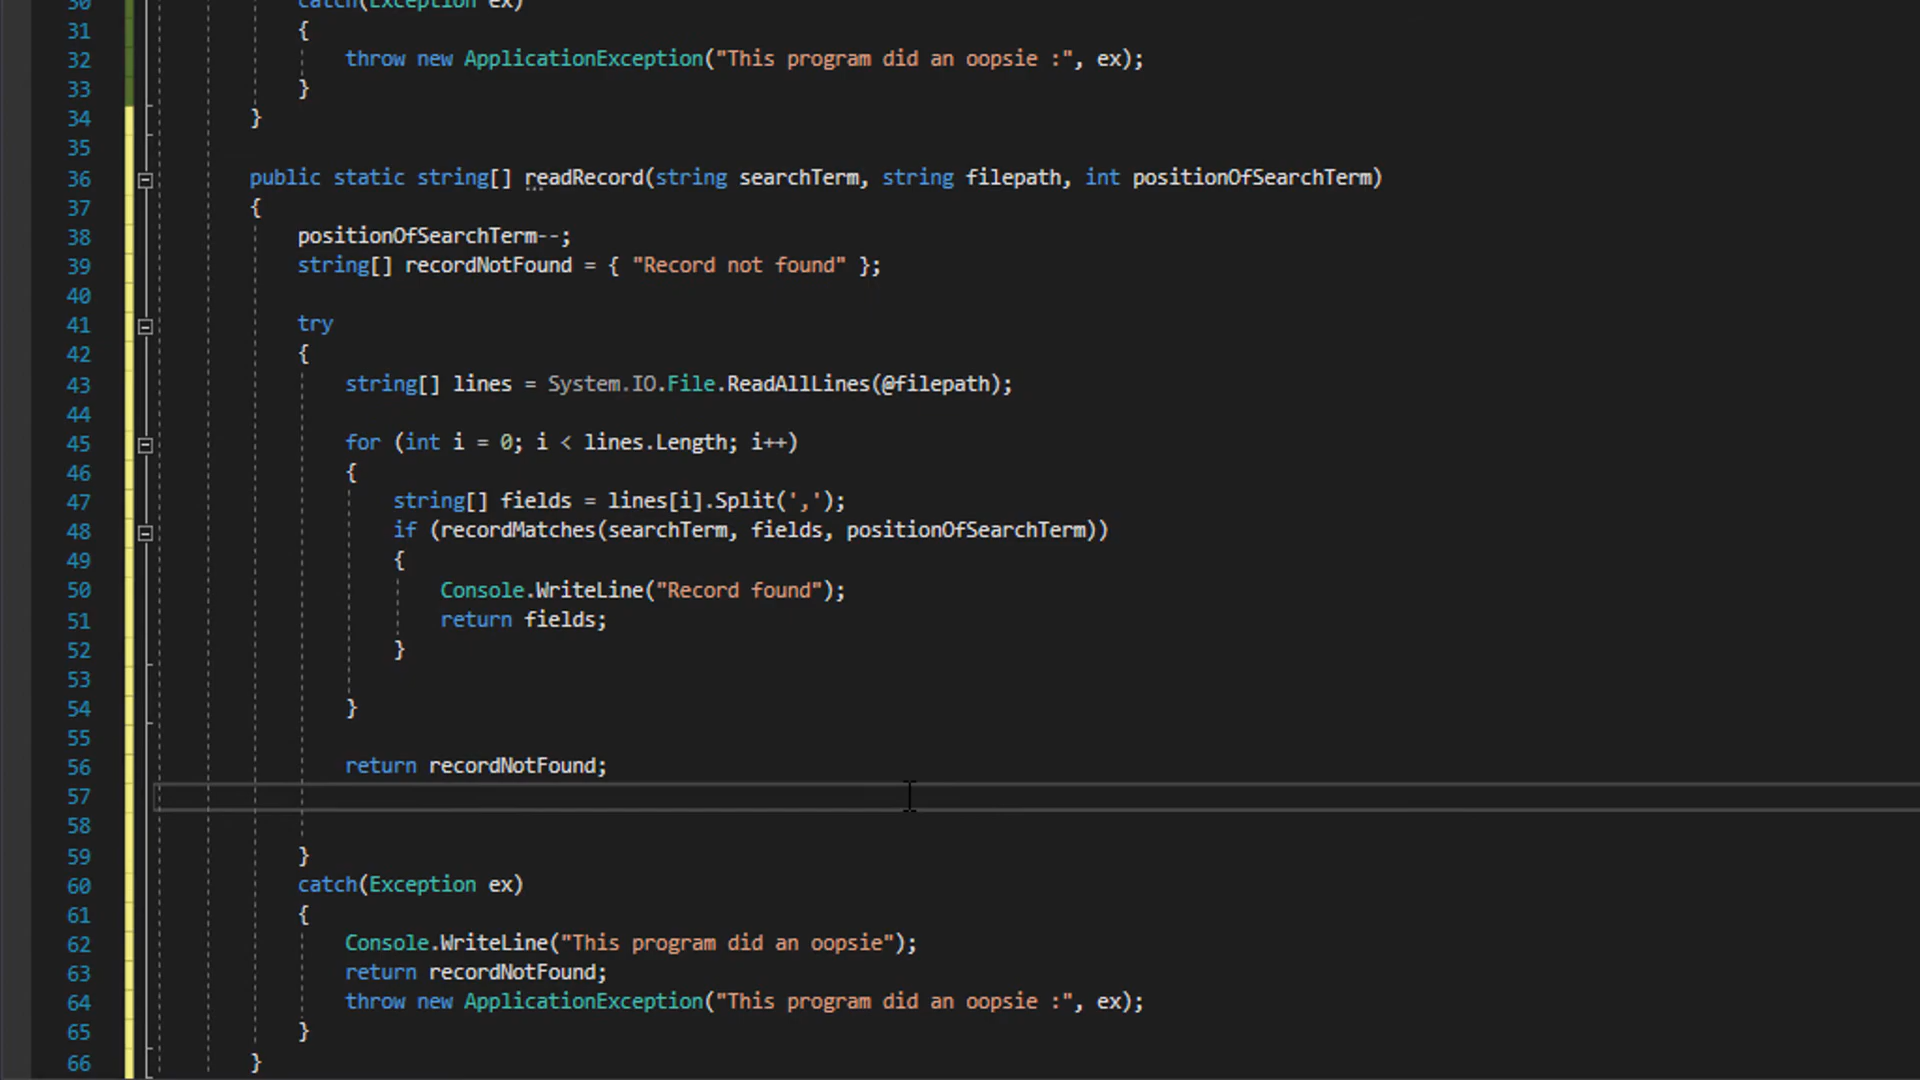 30 catch(Exception ex)
31 {
32 throw new ApplicationException("This program did an oopsie :", ex);
33 }
34 }
35
36 public static string[] readRecord(string searchTerm, string filepath, int positionOfSearchTerm)
37 {
38 positionOfSearchTerm--;
39 string[] recordNotFound = { "Record not found" };
40
41 try
42 {
43 string[] lines = System.IO.File.ReadAllLines(@filepath);
44
45 for (int i = 0; i < lines.Length; i++)
46 {
47 string[] fields = lines[i].Split(',');
48 if (recordMatches(searchTerm, fields, positionOfSearchTerm))
49 {
50 Console.WriteLine("Record found");
51 return fields;
52 }
53
54 }
55
56 return recordNotFound;
57
58
59 }
60 catch(Exception ex)
61 {
62 Console.WriteLine("This program did an oopsie");
63 return recordNotFound;
64 throw new ApplicationException("This program did an oopsie :", ex);
65 }
66 }